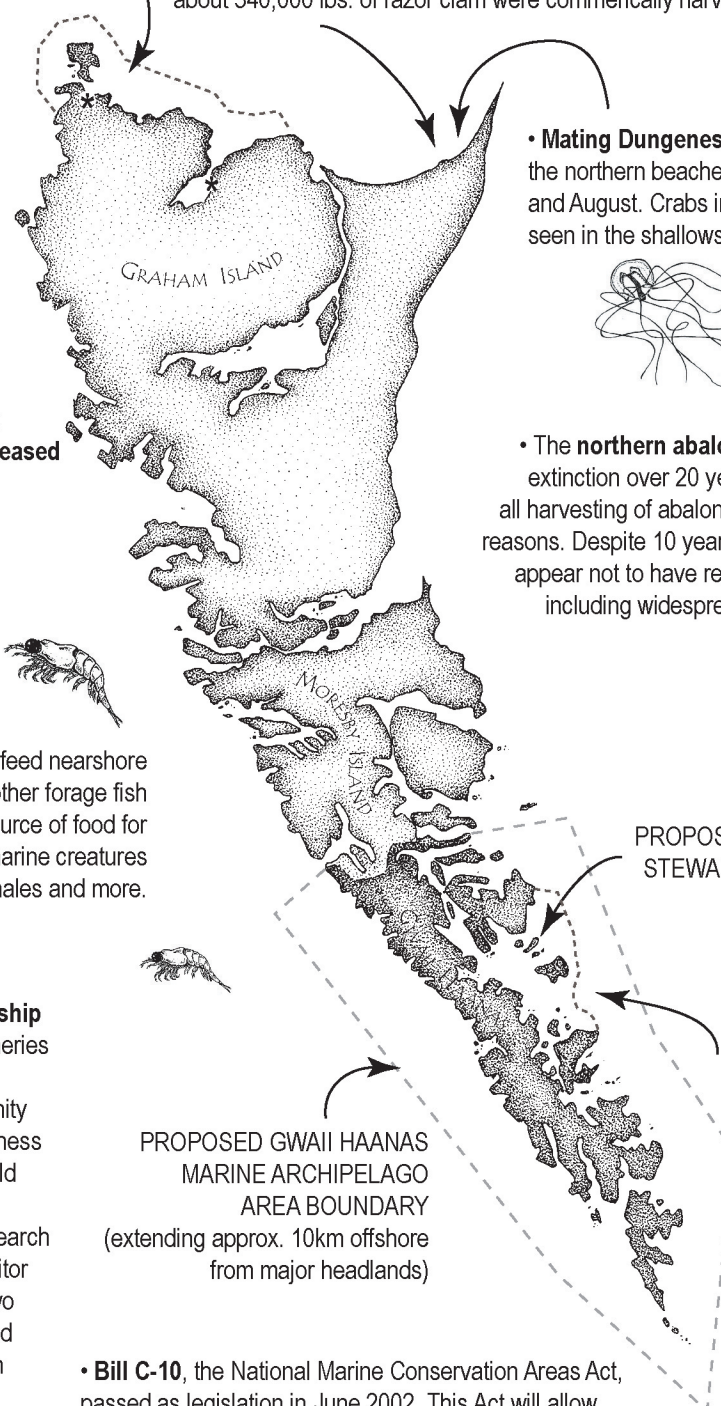 about 540,000 lbs. of razor clam were commerically harv
• Mating Dungenes
the northern beache
and August. Crabs i
seen in the shallows
GRAHAM ISLAND
eased
• The northern abal
extinction over 20 ye
all harvesting of abalon
reasons. Despite 10 year
appear not to have re
including widespre
MORESBY ISLAND
feed nearshore
ther forage fish
urce of food for
arine creatures
ales and more.
PROPOS
STEWA
GWAII HAANAS
ship
eries
nity
ness
ld
earch
itor
vo
d
n
PROPOSED GWAII HAANAS
MARINE ARCHIPELAGO
AREA BOUNDARY
(extending approx. 10km offshore
from major headlands)
• Bill C-10, the National Marine Conservation Areas Act,
passed as legislation in June 2002. This Act will allow